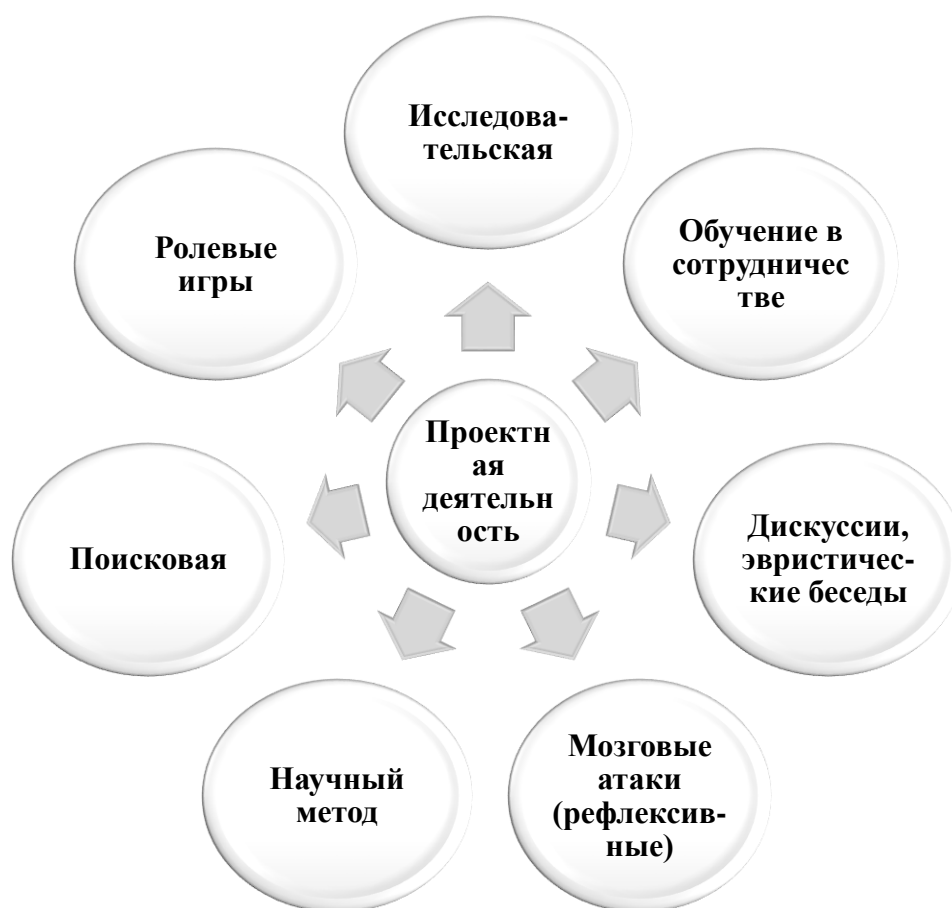 Исследова-
тельская
Ролевые
игры
Обучение в
сотрудничес
тве
Проектн
ая
деятельн
ость
Поисковая
Дискуссии,
эвристичес-
кие беседы
Научный
метод
Мозговые
атаки
(рефлексив-
ные)